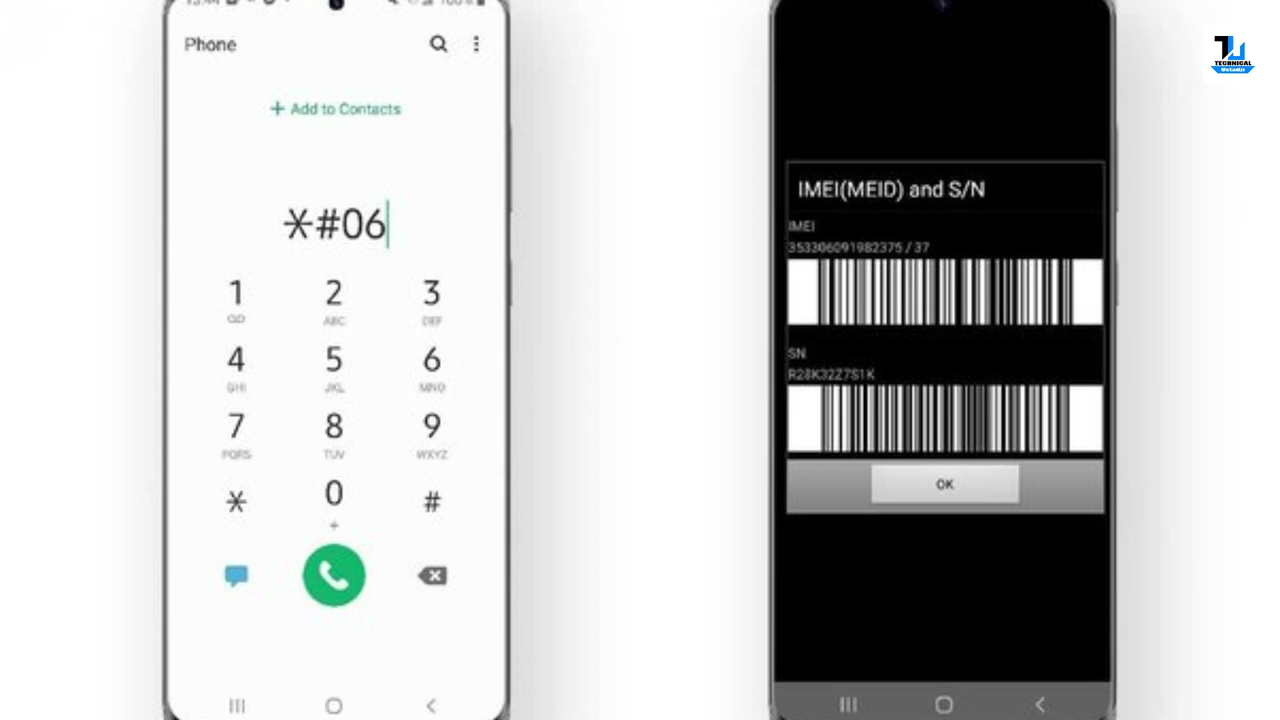 Phone
+ Add to Contacts
*#06
1 2 3
ABC DEF
4 5 6
GHI JKL MNO
7 8 9
PQRS TUV WXYZ
* 0 #
+
IMEI(MEID) and S/N
IMEI
353306091982375 / 37
SN
R28K32Z7S1K
OK
TU
TECHNICAL